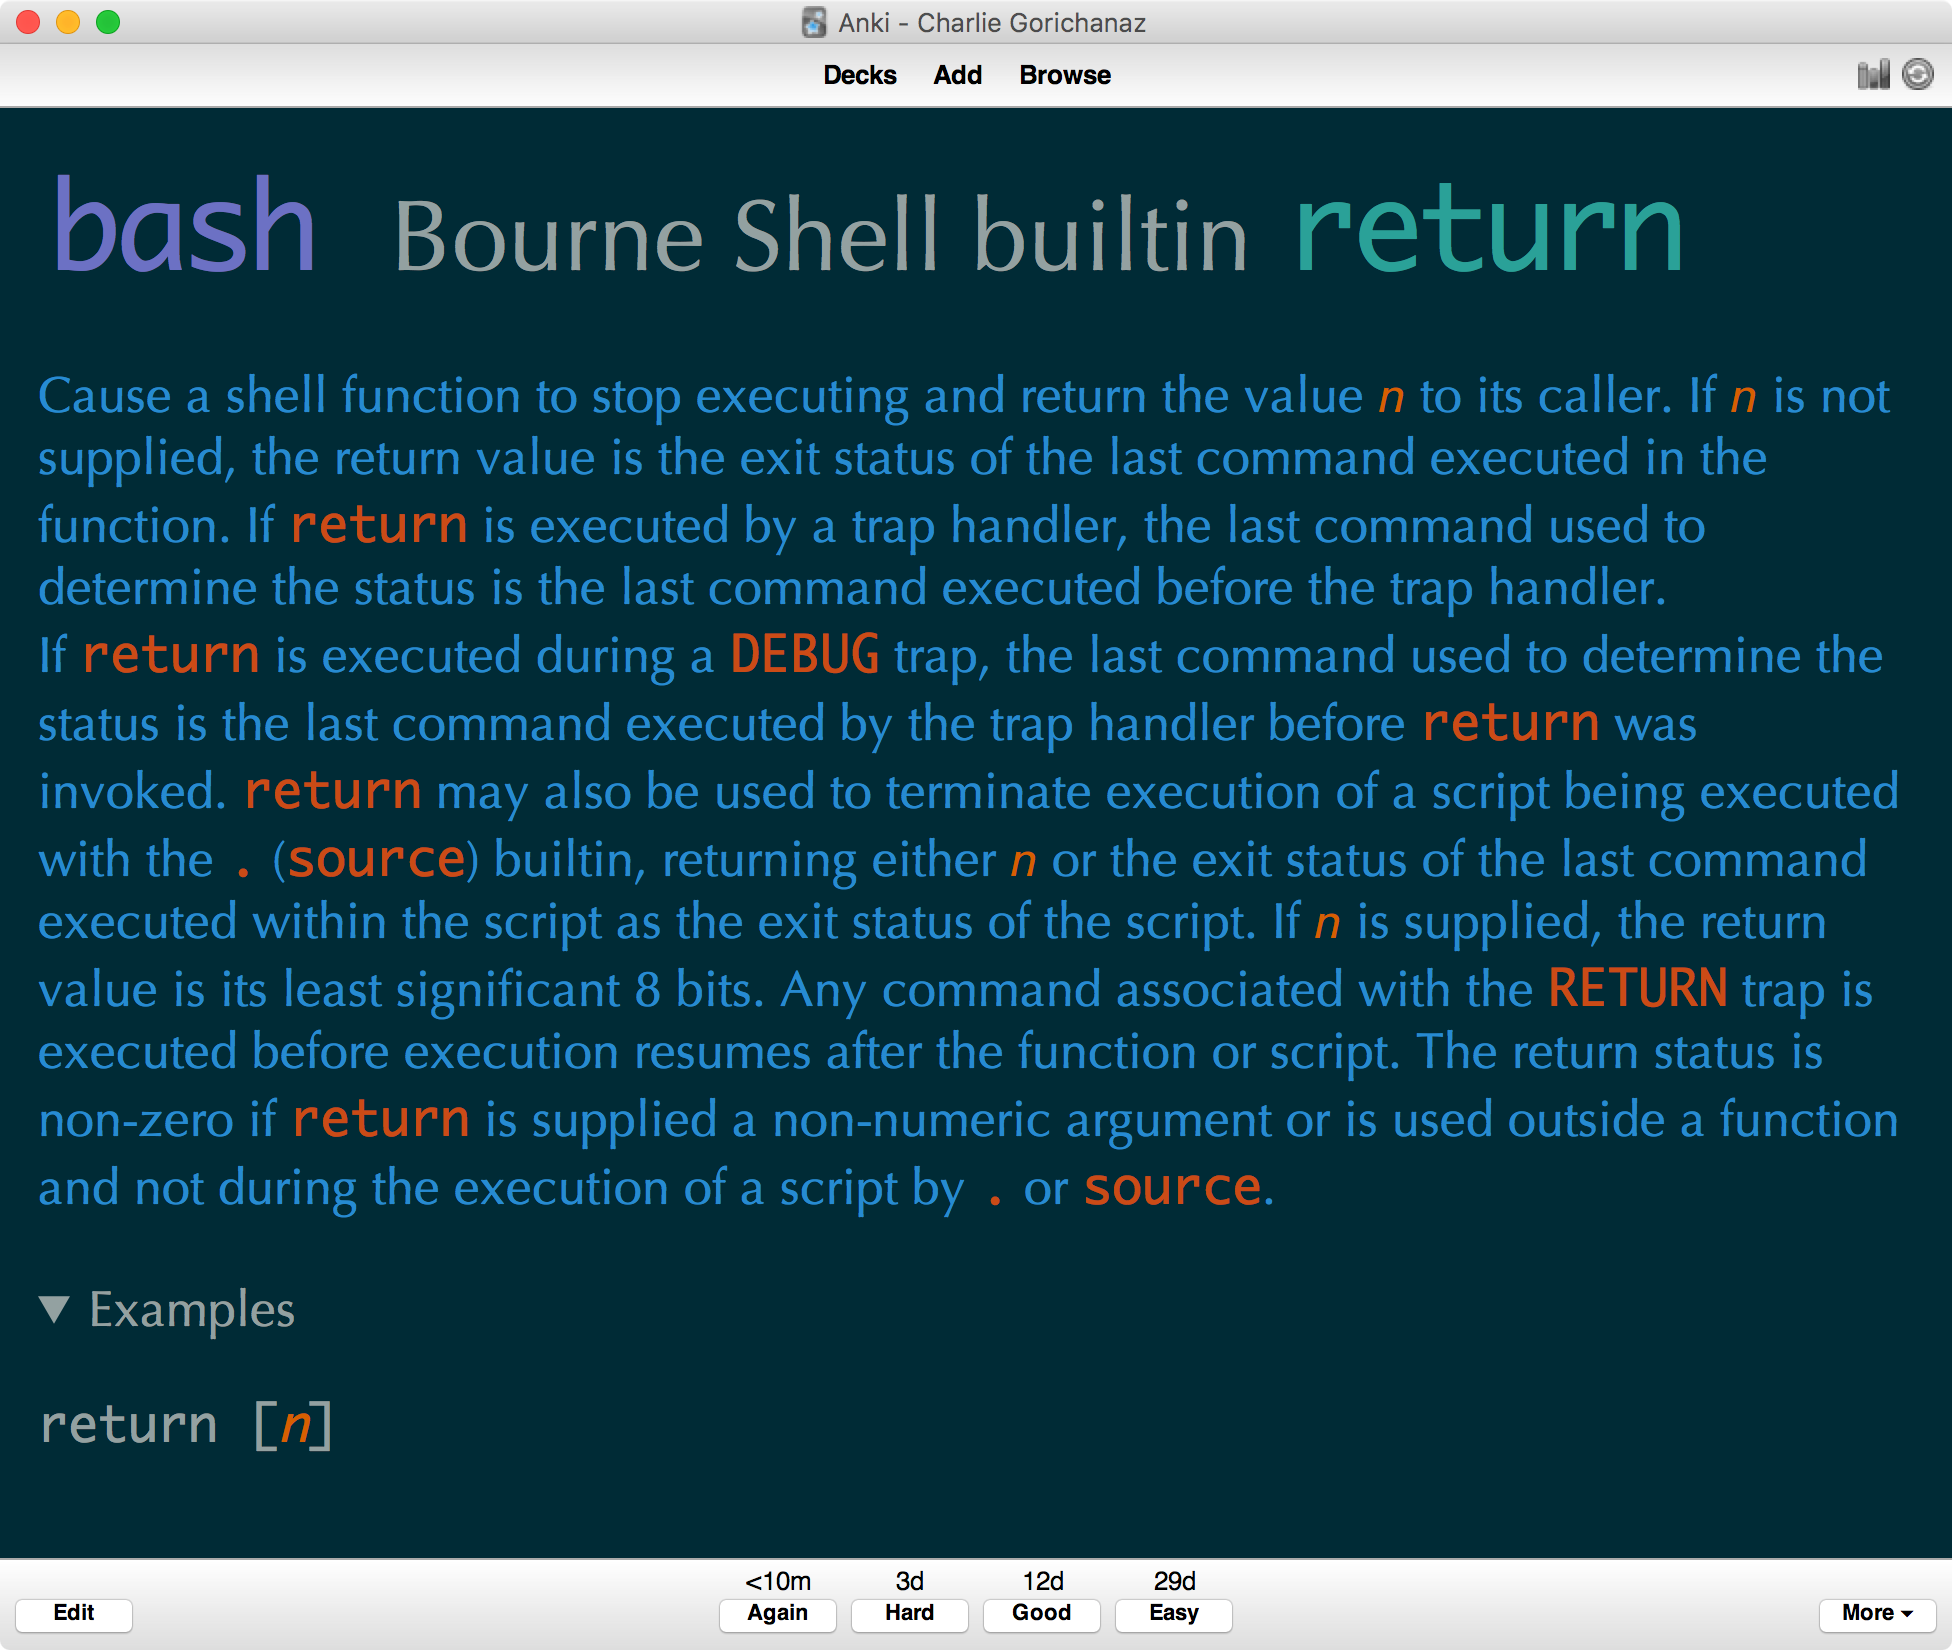 Anki - Charlie Gorichanaz
Decks Add Browse
bash Bourne Shell builtin return
Cause a shell function to stop executing and return the value n to its caller. If n is not
supplied, the return value is the exit status of the last command executed in the
function. If return is executed by a trap handler, the last command used to
determine the status is the last command executed before the trap handler.
If return is executed during a DEBUG trap, the last command used to determine the
status is the last command executed by the trap handler before return was
invoked. return may also be used to terminate execution of a script being executed
with the . (source) builtin, returning either n or the exit status of the last command
executed within the script as the exit status of the script. If n is supplied, the return
value is its least significant 8 bits. Any command associated with the RETURN trap is
executed before execution resumes after the function or script. The return status is
non-zero if return is supplied a non-numeric argument or is used outside a function
and not during the execution of a script by . or source.
▼ Examples
return [n]
<10m 3d 12d 29d
Edit Again Hard Good Easy More